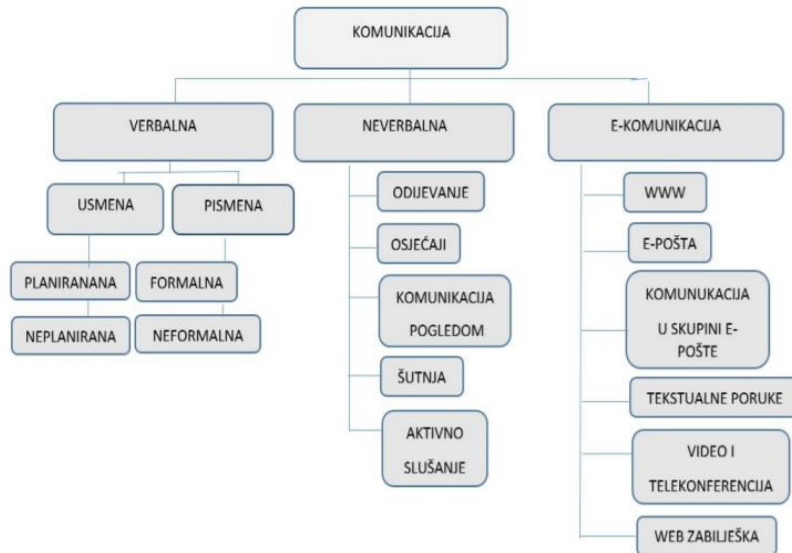 KOMUNIKACIJA
VERBALNA
NEVERBALNA
E-KOMUNIKACIJA
USMENA
PISMENA
PLANIRANANA
FORMALNA
NEPLANIRANA
NEFORMALNA
ODIJEVANJE
OSJEĆAJI
KOMUNIKACIJA
POGLEDOM
ŠUTNJA
AKTIVNO
SLUŠANJE
WWW
E-POŠTA
KOMUNUKACIJA
U SKUPINI E-
POŠTE
TEKSTUALNE PORUKE
VIDEO I
TELEKONFERENCIJA
WEB ZABILJEŠKA